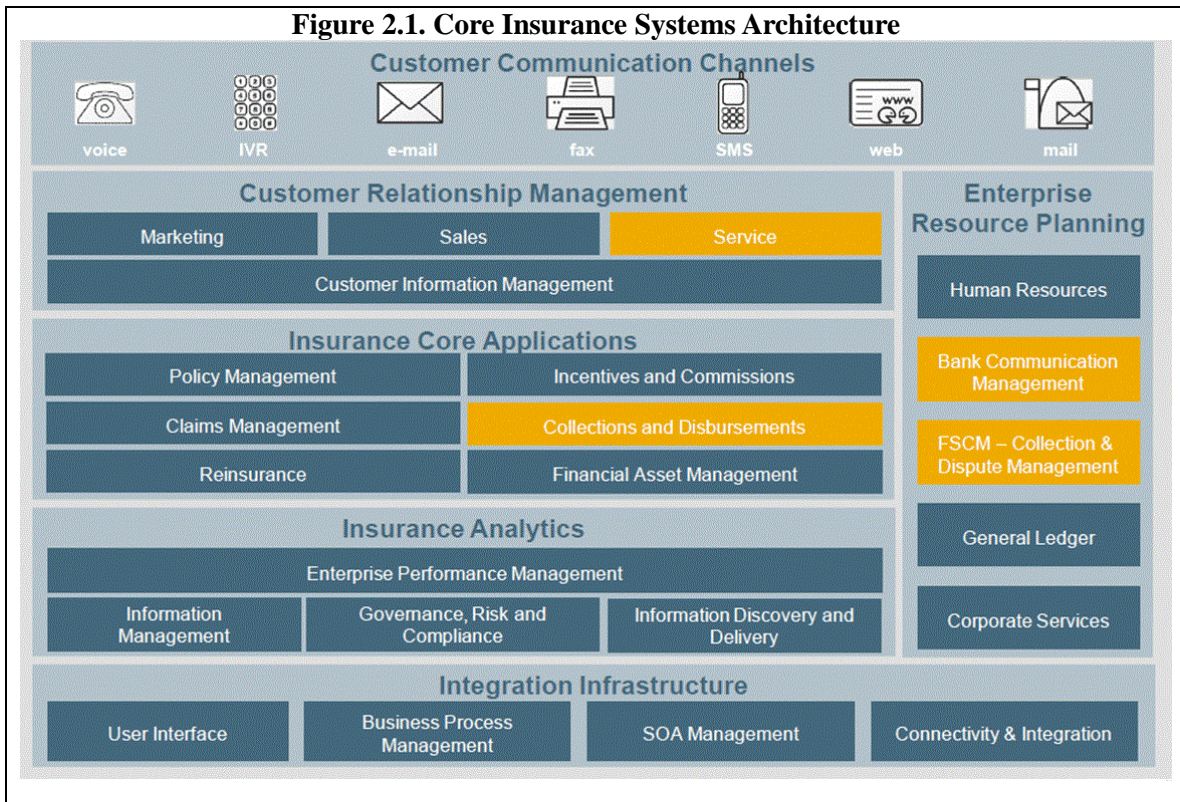 Figure 2.1. Core Insurance Systems Architecture
Customer Communication Channels
WWW
voice
IVR
e-mail
fax
SMS
web
mail
Customer Relationship Management
Marketing
Sales
Service
Customer Information Management
Insurance Core Applications
Policy Management
Incentives and Commissions
Claims Management
Collections and Disbursements
Reinsurance
Financial Asset Management
Insurance Analytics
Enterprise Performance Management
Information
Management
Governance, Risk and
Compliance
Information Discovery and
Delivery
Enterprise
Resource Planning
Human Resources
Bank Communication
Management
FSCM – Collection &
Dispute Management
General Ledger
Corporate Services
Integration Infrastructure
User Interface
Business Process
Management
SOA Management
Connectivity & Integration